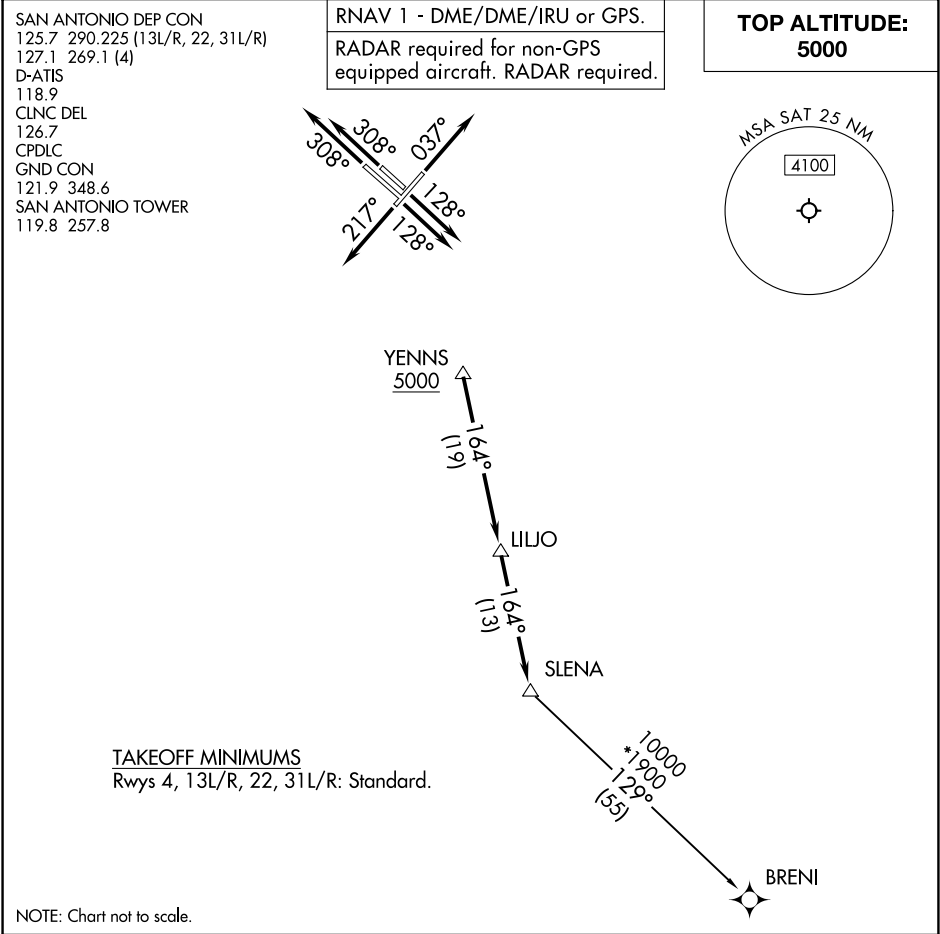 SAN ANTONIO DEP CON
125.7 290.225 (13L/R, 22, 31L/R)
127.1 269.1 (4)
D-ATIS
118.9
CLNC DEL
126.7
CPDLC
GND CON
121.9 348.6
SAN ANTONIO TOWER
119.8 257.8
RNAV 1 - DME/DME/IRU or GPS.
RADAR required for non-GPS
equipped aircraft. RADAR required.
TOP ALTITUDE:
5000
308°
308°
037°
217°
128°
128°
MSA SAT 25 NM
4100
YENNS
5000
164°
(19)
LILJO
164°
(13)
SLENA
10000
*1900
129°
(55)
BRENI
TAKEOFF MINIMUMS
Rwys 4, 13L/R, 22, 31L/R: Standard.
NOTE: Chart not to scale.